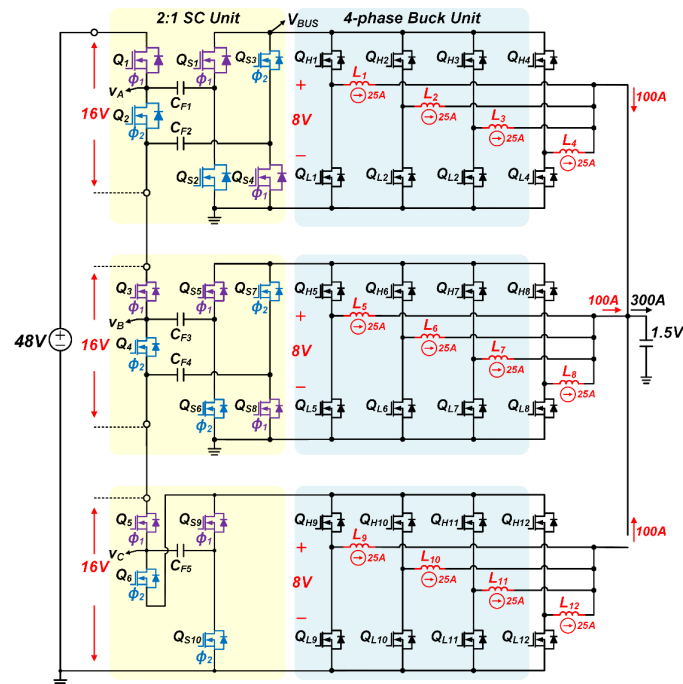 2:1 SC Unit
V_BUS
4-phase Buck Unit
Q1
QS1
QS3
QH1
QH2
QH3
QH4
ϕ1
ϕ1
ϕ2
L1
25A
vA
CF1
L2
25A
100A
16V
Q2
ϕ2
+
8V
−
L3
25A
CF2
L4
25A
QS2
ϕ2
QS4
ϕ1
QL1
QL2
QL2
QL4
Q3
QS5
QS7
QH5
QH6
QH7
QH8
ϕ1
ϕ1
ϕ2
L5
25A
100A
300A
vB
CF3
L6
25A
48V
16V
Q4
ϕ2
+
8V
−
L7
25A
1.5V
CF4
L8
25A
QS6
ϕ2
QS8
ϕ1
QL5
QL6
QL7
QL8
Q5
QS9
QH9
QH10
QH11
QH12
ϕ1
ϕ1
L9
25A
100A
vC
CF5
L10
25A
16V
Q6
ϕ2
+
8V
−
L11
25A
L12
25A
QS10
ϕ2
QL9
QL10
QL11
QL12